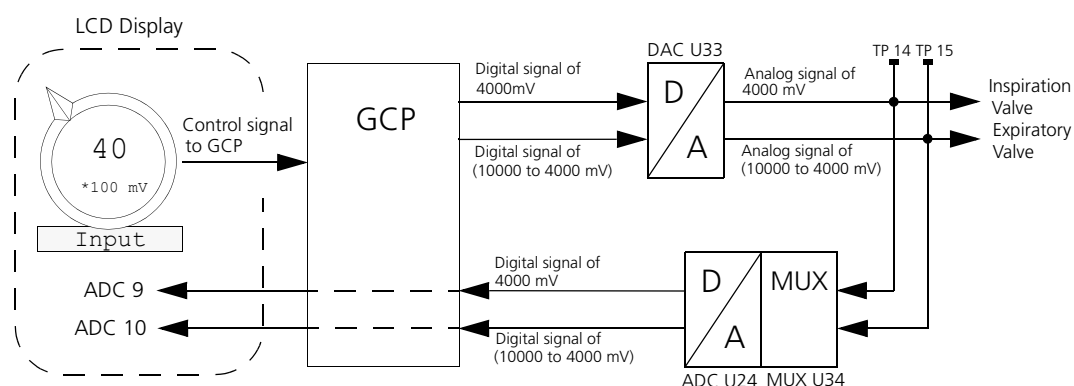 LCD Display
40
*100 mV
Input
Control signal
to GCP
ADC 9
ADC 10
GCP
Digital signal of
4000mV
Digital signal of
(10000 to 4000 mV)
DAC U33
D
A
Analog signal of
4000 mV
Analog signal of
(10000 to 4000 mV)
TP 14 TP 15
Inspiration
Valve
Expiratory
Valve
Digital signal of
4000 mV
Digital signal of
(10000 to 4000 mV)
D
A
MUX
ADC U24 MUX U34